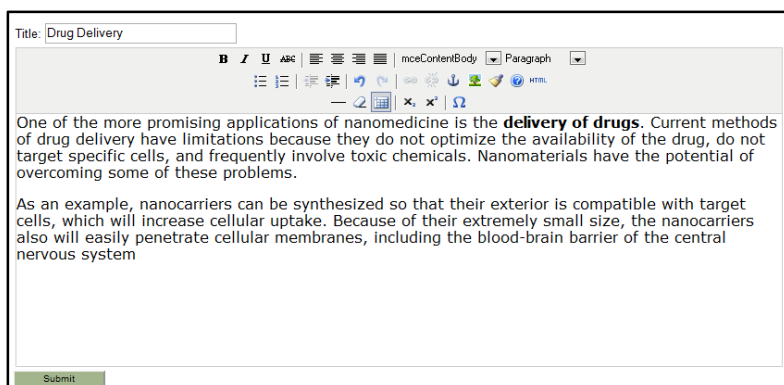 Title: Drug Delivery
B I U ABC mceContentBody Paragraph
HTML
— x₂ x² Ω
One of the more promising applications of nanomedicine is the delivery of drugs. Current methods
of drug delivery have limitations because they do not optimize the availability of the drug, do not
target specific cells, and frequently involve toxic chemicals. Nanomaterials have the potential of
overcoming some of these problems.
As an example, nanocarriers can be synthesized so that their exterior is compatible with target
cells, which will increase cellular uptake. Because of their extremely small size, the nanocarriers
also will easily penetrate cellular membranes, including the blood-brain barrier of the central
nervous system
Submit